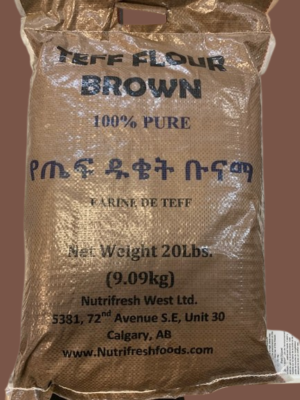 TEFF FLOUR
BROWN
100% PURE
የጤፍ ዱቄት ቡናማ
FARINE DE TEFF
Net Weight 20Lbs.
(9.09kg)
Nutrifresh West Ltd.
5381, 72nd Avenue S.E, Unit 30
Calgary, AB
www.Nutrifreshfoods.com